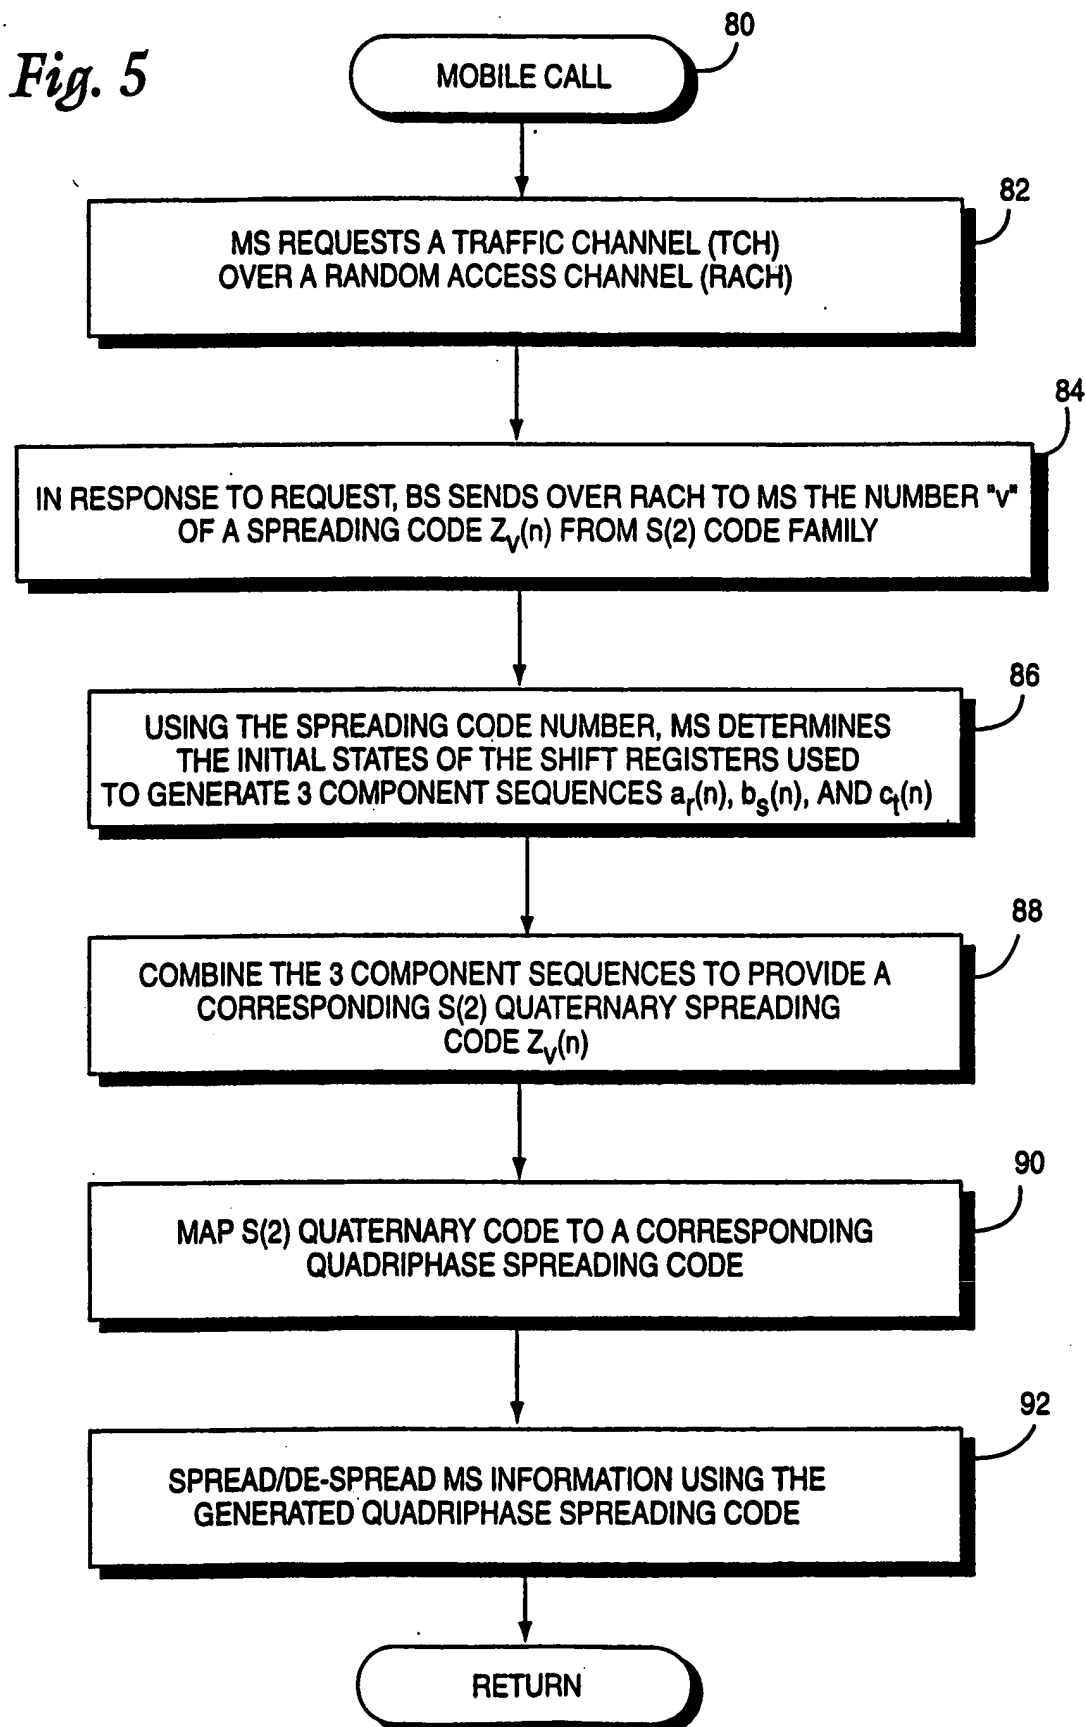 Fig. 5
80
MOBILE CALL
82
MS REQUESTS A TRAFFIC CHANNEL (TCH)
OVER A RANDOM ACCESS CHANNEL (RACH)
84
IN RESPONSE TO REQUEST, BS SENDS OVER RACH TO MS THE NUMBER "v"
OF A SPREADING CODE Zv(n) FROM S(2) CODE FAMILY
86
USING THE SPREADING CODE NUMBER, MS DETERMINES
THE INITIAL STATES OF THE SHIFT REGISTERS USED
TO GENERATE 3 COMPONENT SEQUENCES ar(n), bs(n), AND ct(n)
88
COMBINE THE 3 COMPONENT SEQUENCES TO PROVIDE A
CORRESPONDING S(2) QUATERNARY SPREADING
CODE Zv(n)
90
MAP S(2) QUATERNARY CODE TO A CORRESPONDING
QUADRIPHASE SPREADING CODE
92
SPREAD/DE-SPREAD MS INFORMATION USING THE
GENERATED QUADRIPHASE SPREADING CODE
RETURN